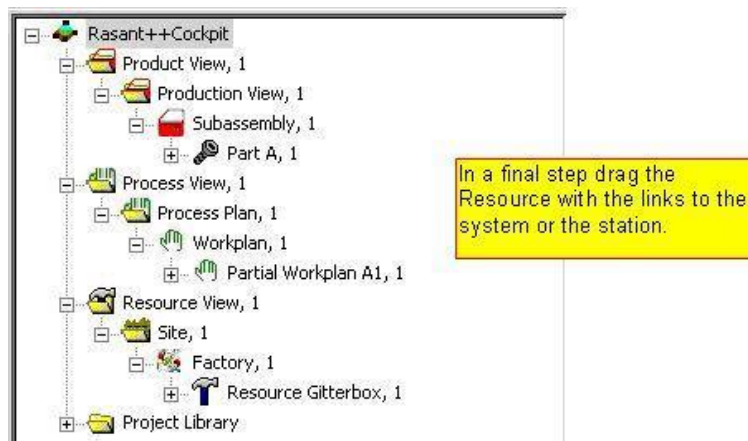 Rasant++Cockpit
Product View, 1
Production View, 1
Subassembly, 1
Part A, 1
Process View, 1
Process Plan, 1
Workplan, 1
Partial Workplan A1, 1
Resource View, 1
Site, 1
Factory, 1
Resource Gitterbox, 1
Project Library
In a final step drag the
Resource with the links to the
system or the station.